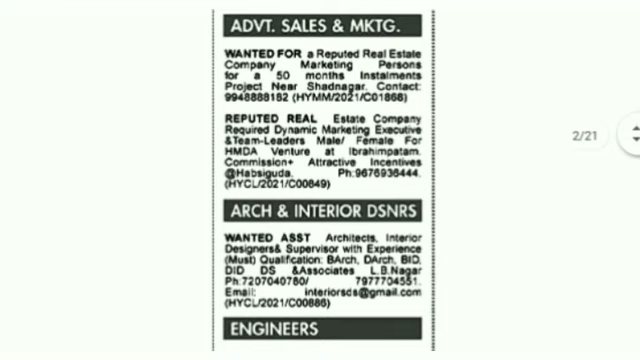 ADVT. SALES & MKTG.
WANTED FOR a Reputed Real Estate
Company Marketing Persons
for a 50 months Instalments
Project Near Shadnagar. Contact:
9948888182 (HYMM/2021/C01868)
REPUTED REAL Estate Company
Required Dynamic Marketing Executive
&Team-Leaders Male/ Female For
HMDA Venture at Ibrahimpatam.
Commission+ Attractive Incentives
@Habsiguda. Ph:9676936444.
(HYCL/2021/C00849)
ARCH & INTERIOR DSNRS
WANTED ASST Architects, Interior
Designers& Supervisor with Experience
(Must) Qualification: BArch, DArch, BID,
DID DS &Associates L.B.Nagar
Ph:7207040780/ 7977704551.
Email: interiorsds@gmail.com
(HYCL/2021/C00886)
ENGINEERS
2/21